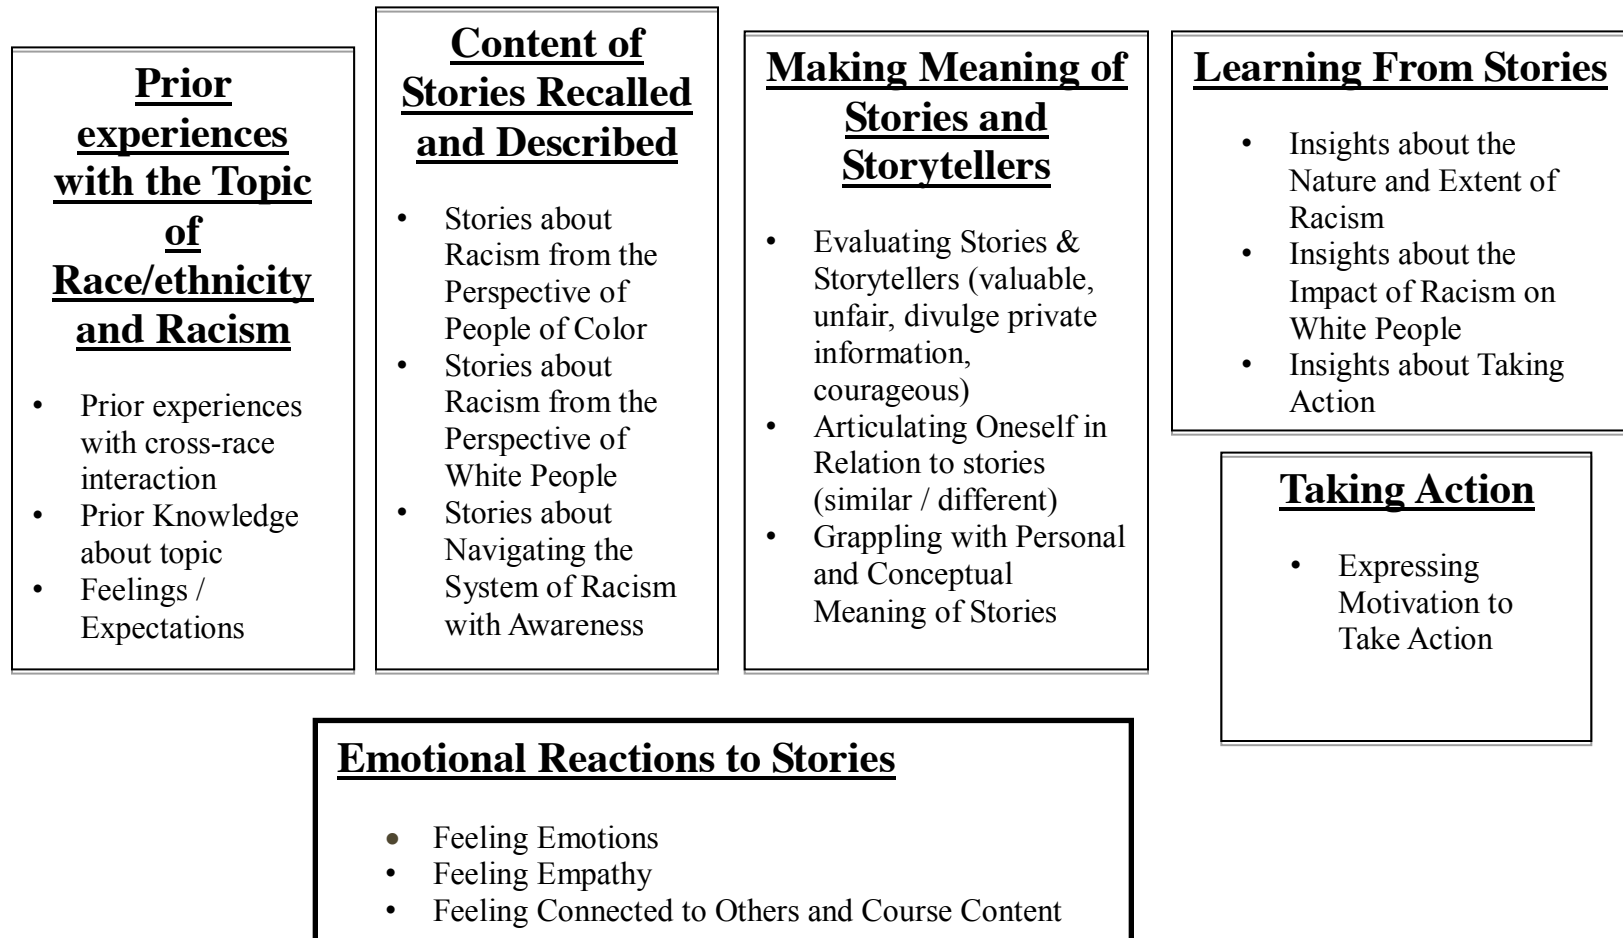 Prior
experiences
with the Topic
of
Race/ethnicity
and Racism
• Prior experiences
with cross-race
interaction
• Prior Knowledge
about topic
• Feelings /
Expectations
Content of
Stories Recalled
and Described
• Stories about
Racism from the
Perspective of
People of Color
• Stories about
Racism from the
Perspective of
White People
• Stories about
Navigating the
System of Racism
with Awareness
Making Meaning of
Stories and
Storytellers
• Evaluating Stories &
Storytellers (valuable,
unfair, divulge private
information,
courageous)
• Articulating Oneself in
Relation to stories
(similar / different)
• Grappling with Personal
and Conceptual
Meaning of Stories
Learning From Stories
• Insights about the
Nature and Extent of
Racism
• Insights about the
Impact of Racism on
White People
• Insights about Taking
Action
Taking Action
• Expressing
Motivation to
Take Action
Emotional Reactions to Stories
• Feeling Emotions
• Feeling Empathy
• Feeling Connected to Others and Course Content